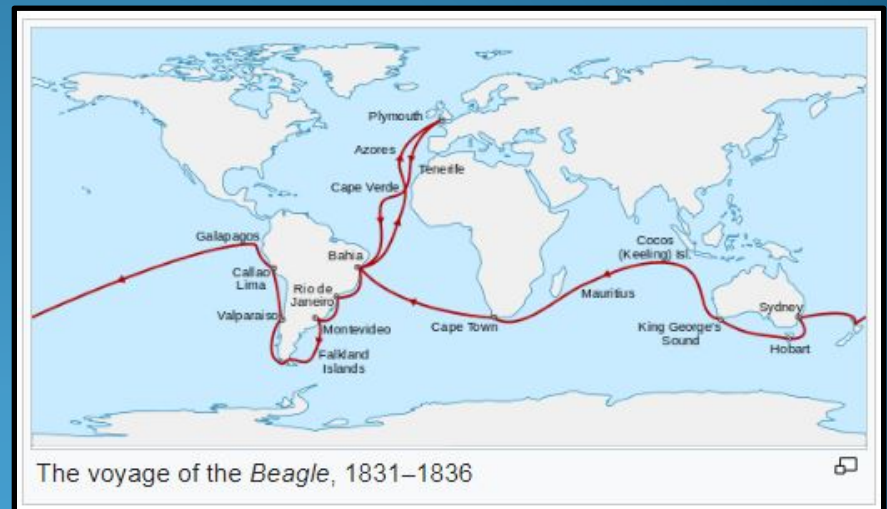 Plymouth
Azores
Tenerife
Cape Verde
Galapagos
Bahia
Callao
Lima
Rio de
Janeiro
Valparaiso
Montevideo
Falkland
Islands
Cape Town
Mauritius
Cocos
(Keeling) Isl.
King George's
Sound
Sydney
Hobart
The voyage of the Beagle, 1831–1836